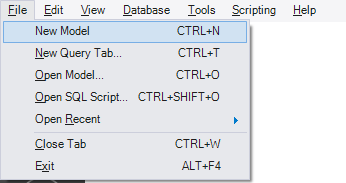 File Edit View Database Tools Scripting Help
New Model CTRL+N
New Query Tab... CTRL+T
Open Model... CTRL+O
Open SQL Script... CTRL+SHIFT+O
Open Recent
Close Tab CTRL+W
Exit ALT+F4